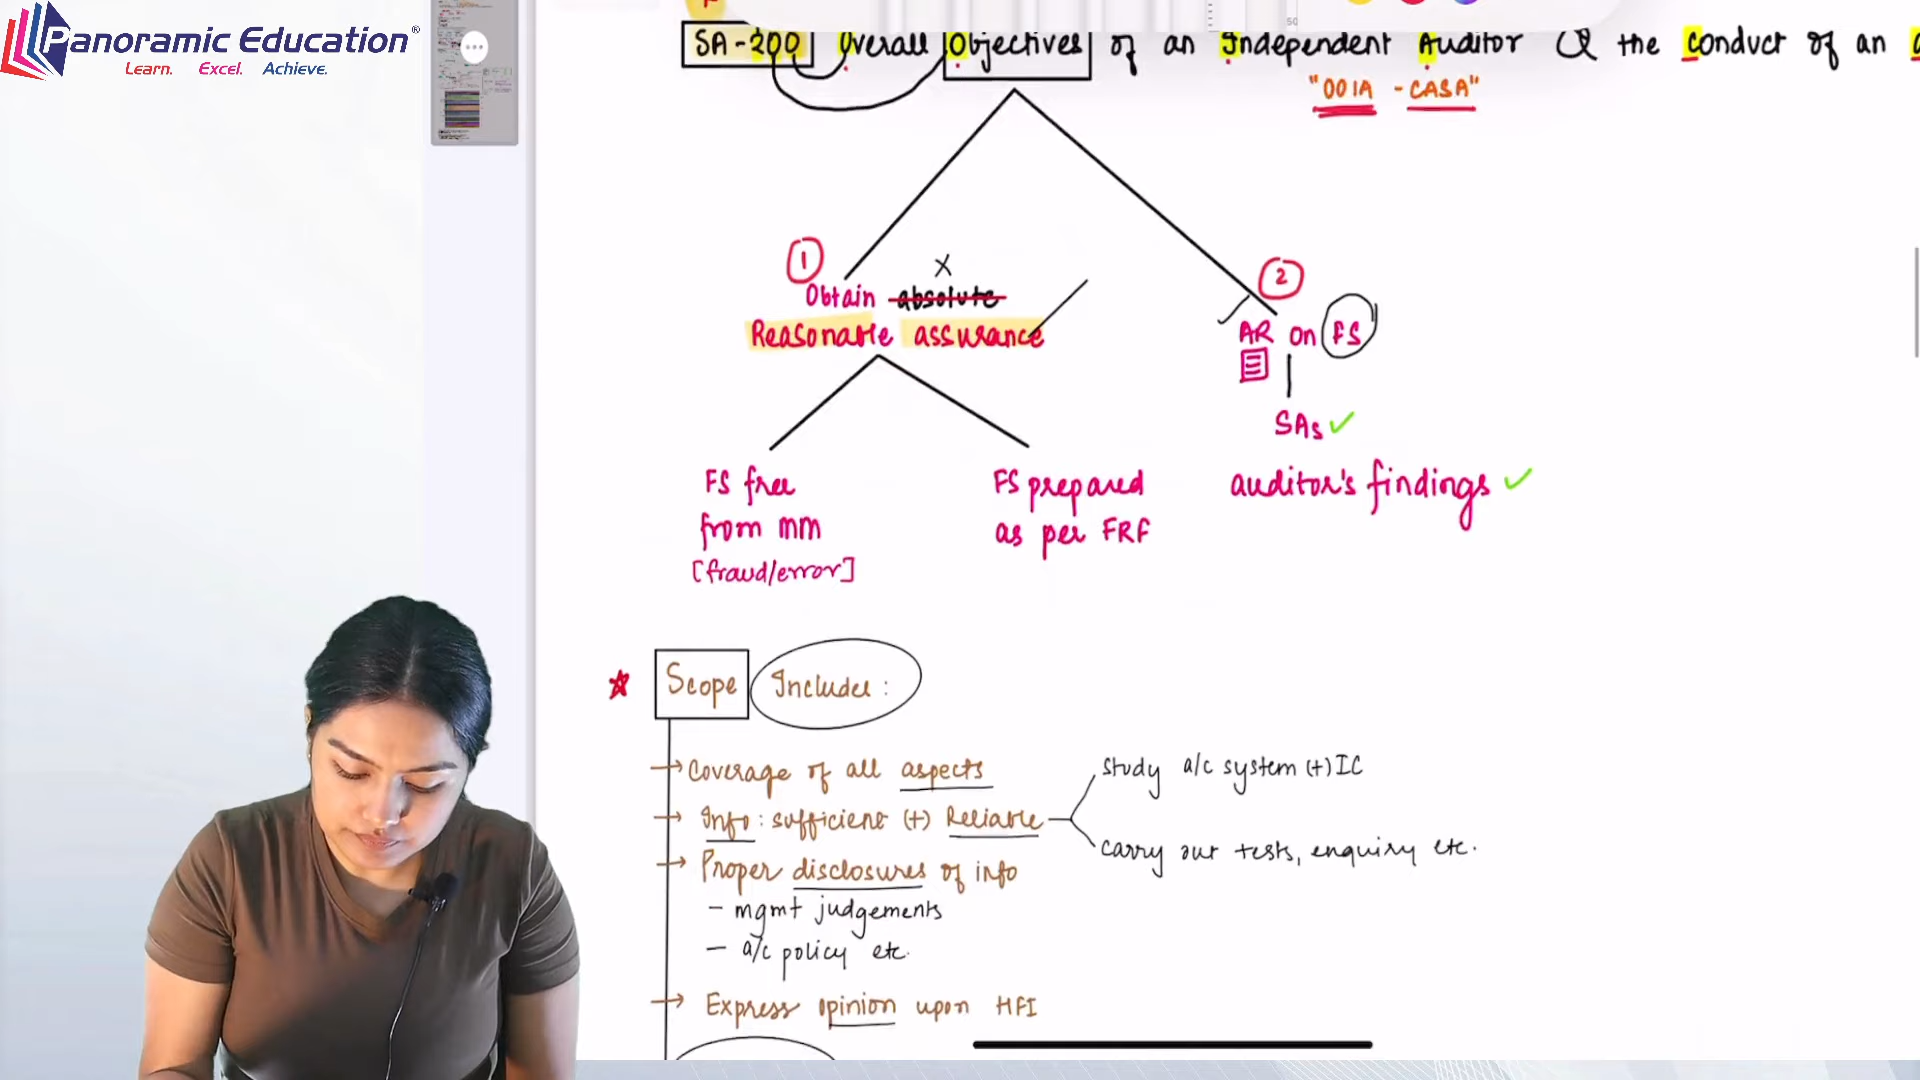 Panoramic Education®
Learn. Excel. Achieve.
SA-200 Overall Objectives of an Independent Auditor & the Conduct of an
"OOIA - CASA"
50
1
X
Obtain absolute
Reasonable assurance
2
AR on FS
SAs ✓
FS free
from MM
[fraud/error]
FS prepared
as per FRF
auditor's findings ✓
Scope Includes:
→ Coverage of all aspects
Study a/c system (+) IC
→ Info: sufficient (+) Reliable
carry out tests, enquiry etc.
→ Proper disclosures of info
- mgmt judgements
- a/c policy etc.
→ Express opinion upon HFI